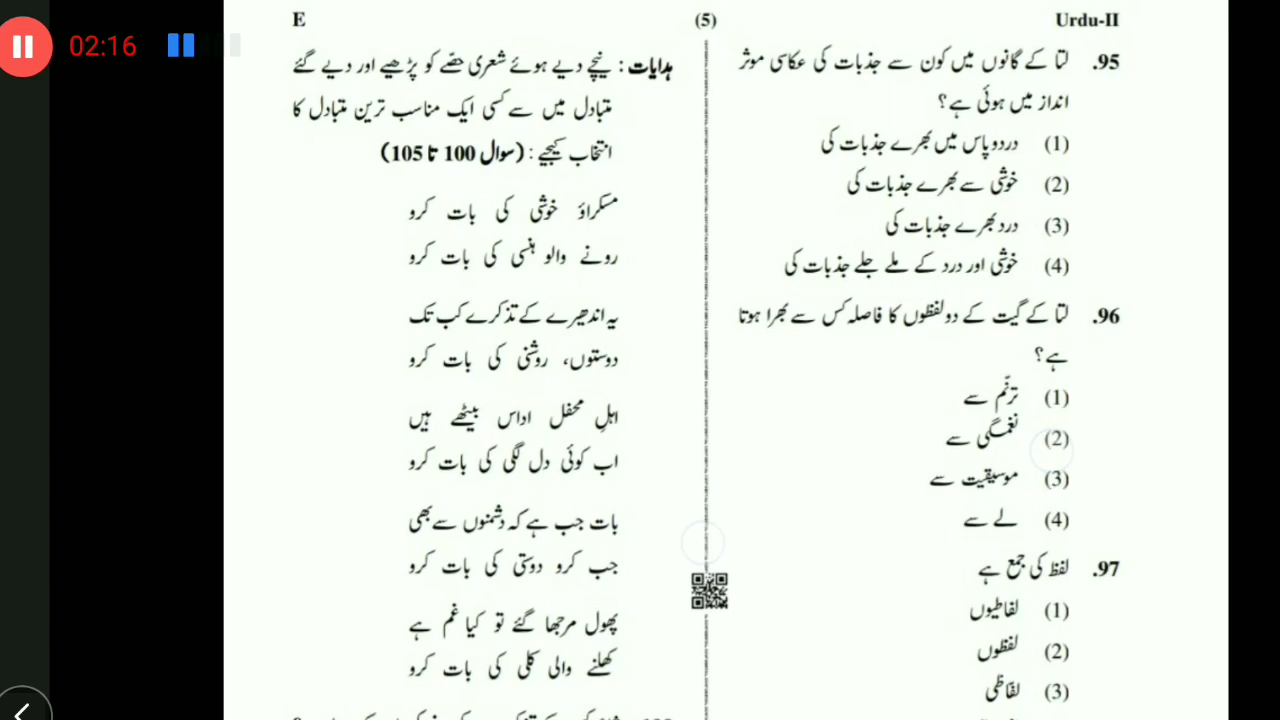 02:16
E
(5)
Urdu-II
.95 لتا کے گانوں میں کون سے جذبات کی عکاسی موثر
انداز میں ہوئی ہے؟
(1) درد و یاس میں بھرے جذبات کی
(2) خوشی سے بھرے جذبات کی
(3) درد بھرے جذبات کی
(4) خوشی اور درد کے ملے جلے جذبات کی
.96 لتا کے گیت کے دو لفظوں کا فاصلہ کس سے بھرا ہوتا
ہے؟
(1) ترنّم سے
(2) نغمگی سے
(3) موسیقیت سے
(4) لے سے
.97 لفظ کی جمع ہے
(1) لفاظیوں
(2) لفظوں
(3) لفّاظی
ہدایات : نیچے دیے ہوئے شعری حصّے کو پڑھیے اور دیے گئے
متبادل میں سے کسی ایک مناسب ترین متبادل کا
انتخاب کیجیے : (سوال 100 تا 105)
مسکراؤ خوشی کی بات کرو
رونے والو ہنسی کی بات کرو
یہ اندھیرے کے تذکرے کب تک
دوستوں، روشنی کی بات کرو
اہلِ محفل اداس بیٹھے ہیں
اب کوئی دل لگی کی بات کرو
بات جب ہے کہ دشمنوں سے بھی
جب کرو دوستی کی بات کرو
پھول مرجھا گئے تو کیا غم ہے
کھلنے والی کلی کی بات کرو